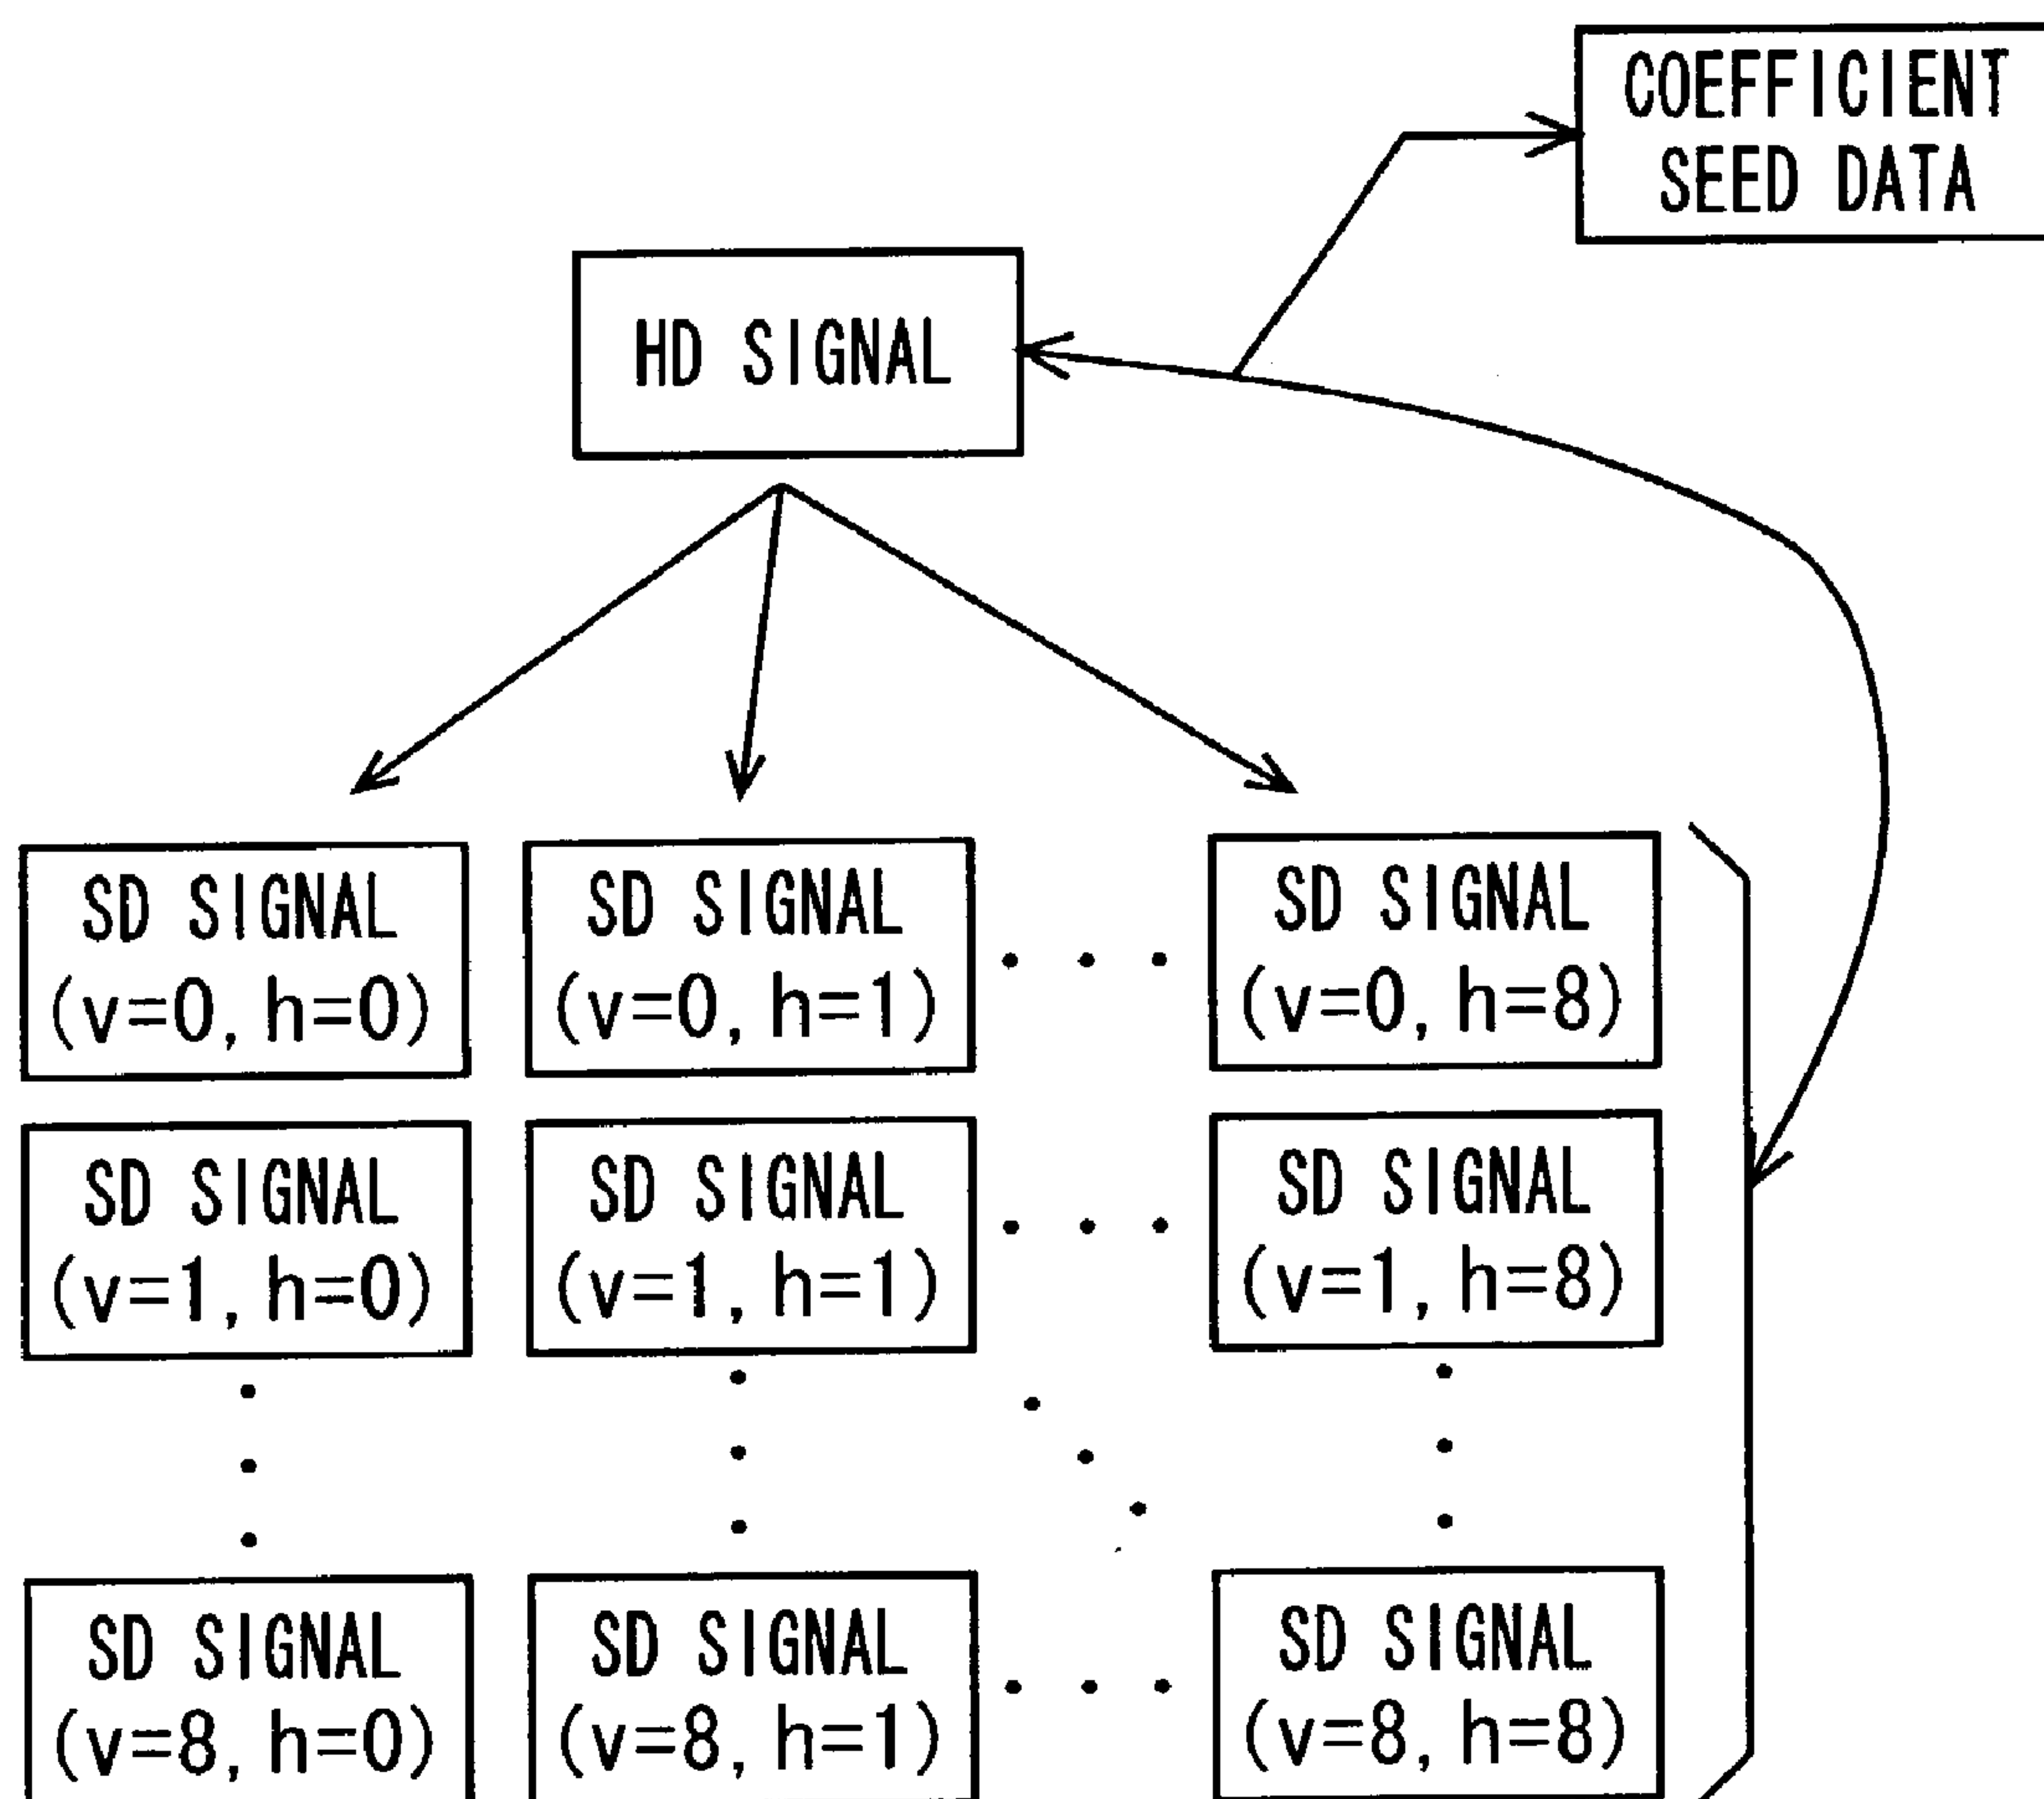 COEFFICIENT
SEED DATA
HD SIGNAL
SD SIGNAL
(v=0, h=0)
SD SIGNAL
(v=0, h=1)
. . .
SD SIGNAL
(v=0, h=8)
SD SIGNAL
(v=1, h=0)
SD SIGNAL
(v=1, h=1)
. . .
SD SIGNAL
(v=1, h=8)
SD SIGNAL
(v=8, h=0)
SD SIGNAL
(v=8, h=1)
. . .
SD SIGNAL
(v=8, h=8)